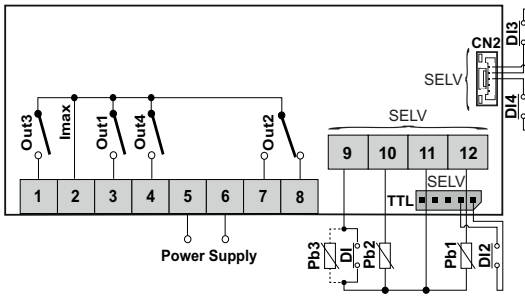 CN2
DI3
SELV
DI4
Out3
Imax
Out1
Out4
Out2
SELV
9 10 11 12
1 2 3 4 5 6 7 8
SELV
TTL
Power Supply
Pb3
DI
Pb2
Pb1
DI2